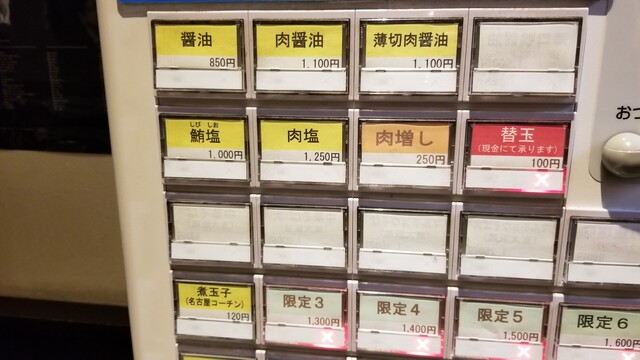 醤油
850円
肉醤油
1,100円
薄切肉醤油
1,100円
しび しお
鮪塩
1,000円
肉塩
1,250円
肉増し
250円
替玉
(現金にて承ります)
100円
おつ
煮玉子
(名古屋コーチン)
120円
限定3
1,300円
限定4
1,400円
限定5
1,500円
限定6
1,600